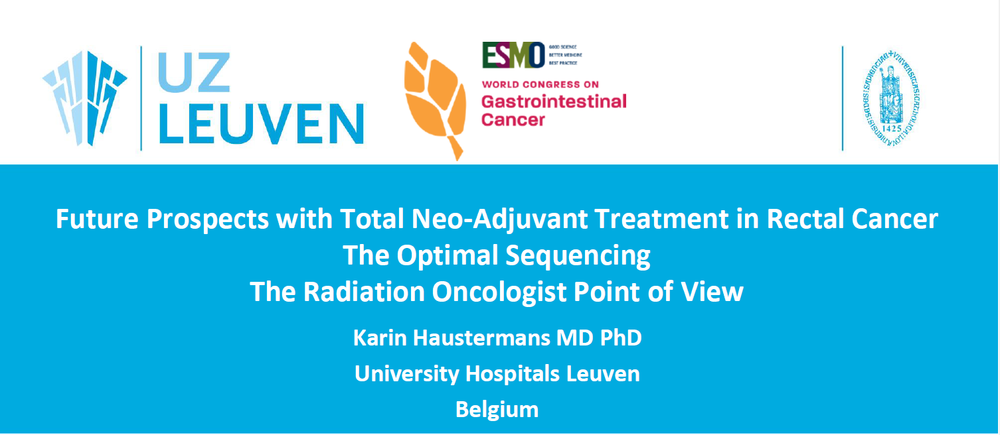 UZ
LEUVEN
ESMO
GOOD SCIENCE
BETTER MEDICINE
BEST PRACTICE
WORLD CONGRESS ON
Gastrointestinal
Cancer
1425
Future Prospects with Total Neo-Adjuvant Treatment in Rectal Cancer
The Optimal Sequencing
The Radiation Oncologist Point of View
Karin Haustermans MD PhD
University Hospitals Leuven
Belgium